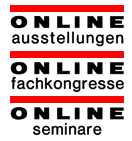 ONLINE
ausstellungen
ONLINE
fachkongresse
ONLINE
seminare